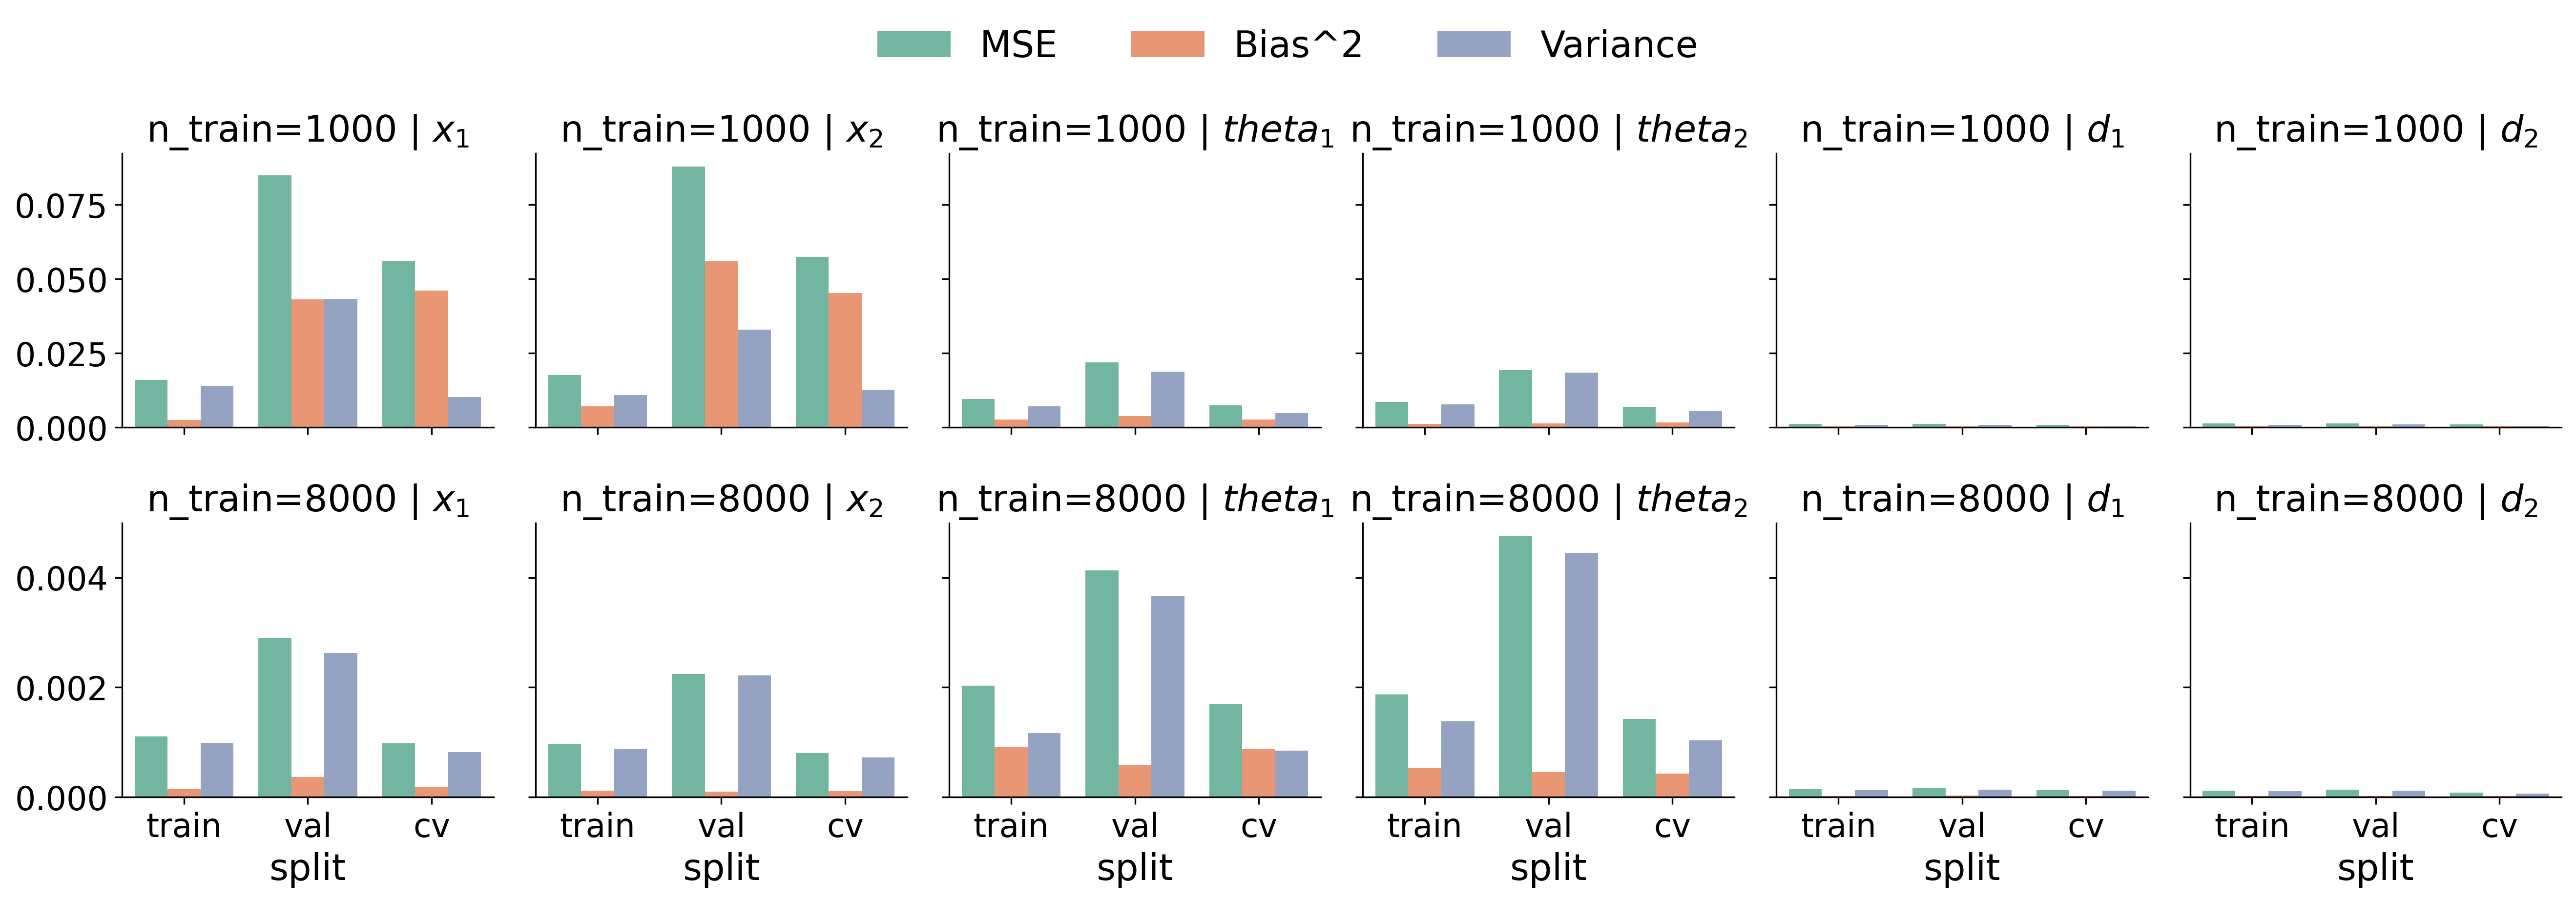 MSE Bias^2 Variance
n_train=1000 | x₁ n_train=1000 | x₂ n_train=1000 | theta₁ n_train=1000 | theta₂ n_train=1000 | d₁ n_train=1000 | d₂
0.075
0.050
0.025
0.000
n_train=8000 | x₁ n_train=8000 | x₂ n_train=8000 | theta₁ n_train=8000 | theta₂ n_train=8000 | d₁ n_train=8000 | d₂
0.004
0.002
0.000
train val cv train val cv train val cv train val cv train val cv train val cv
split split split split split split